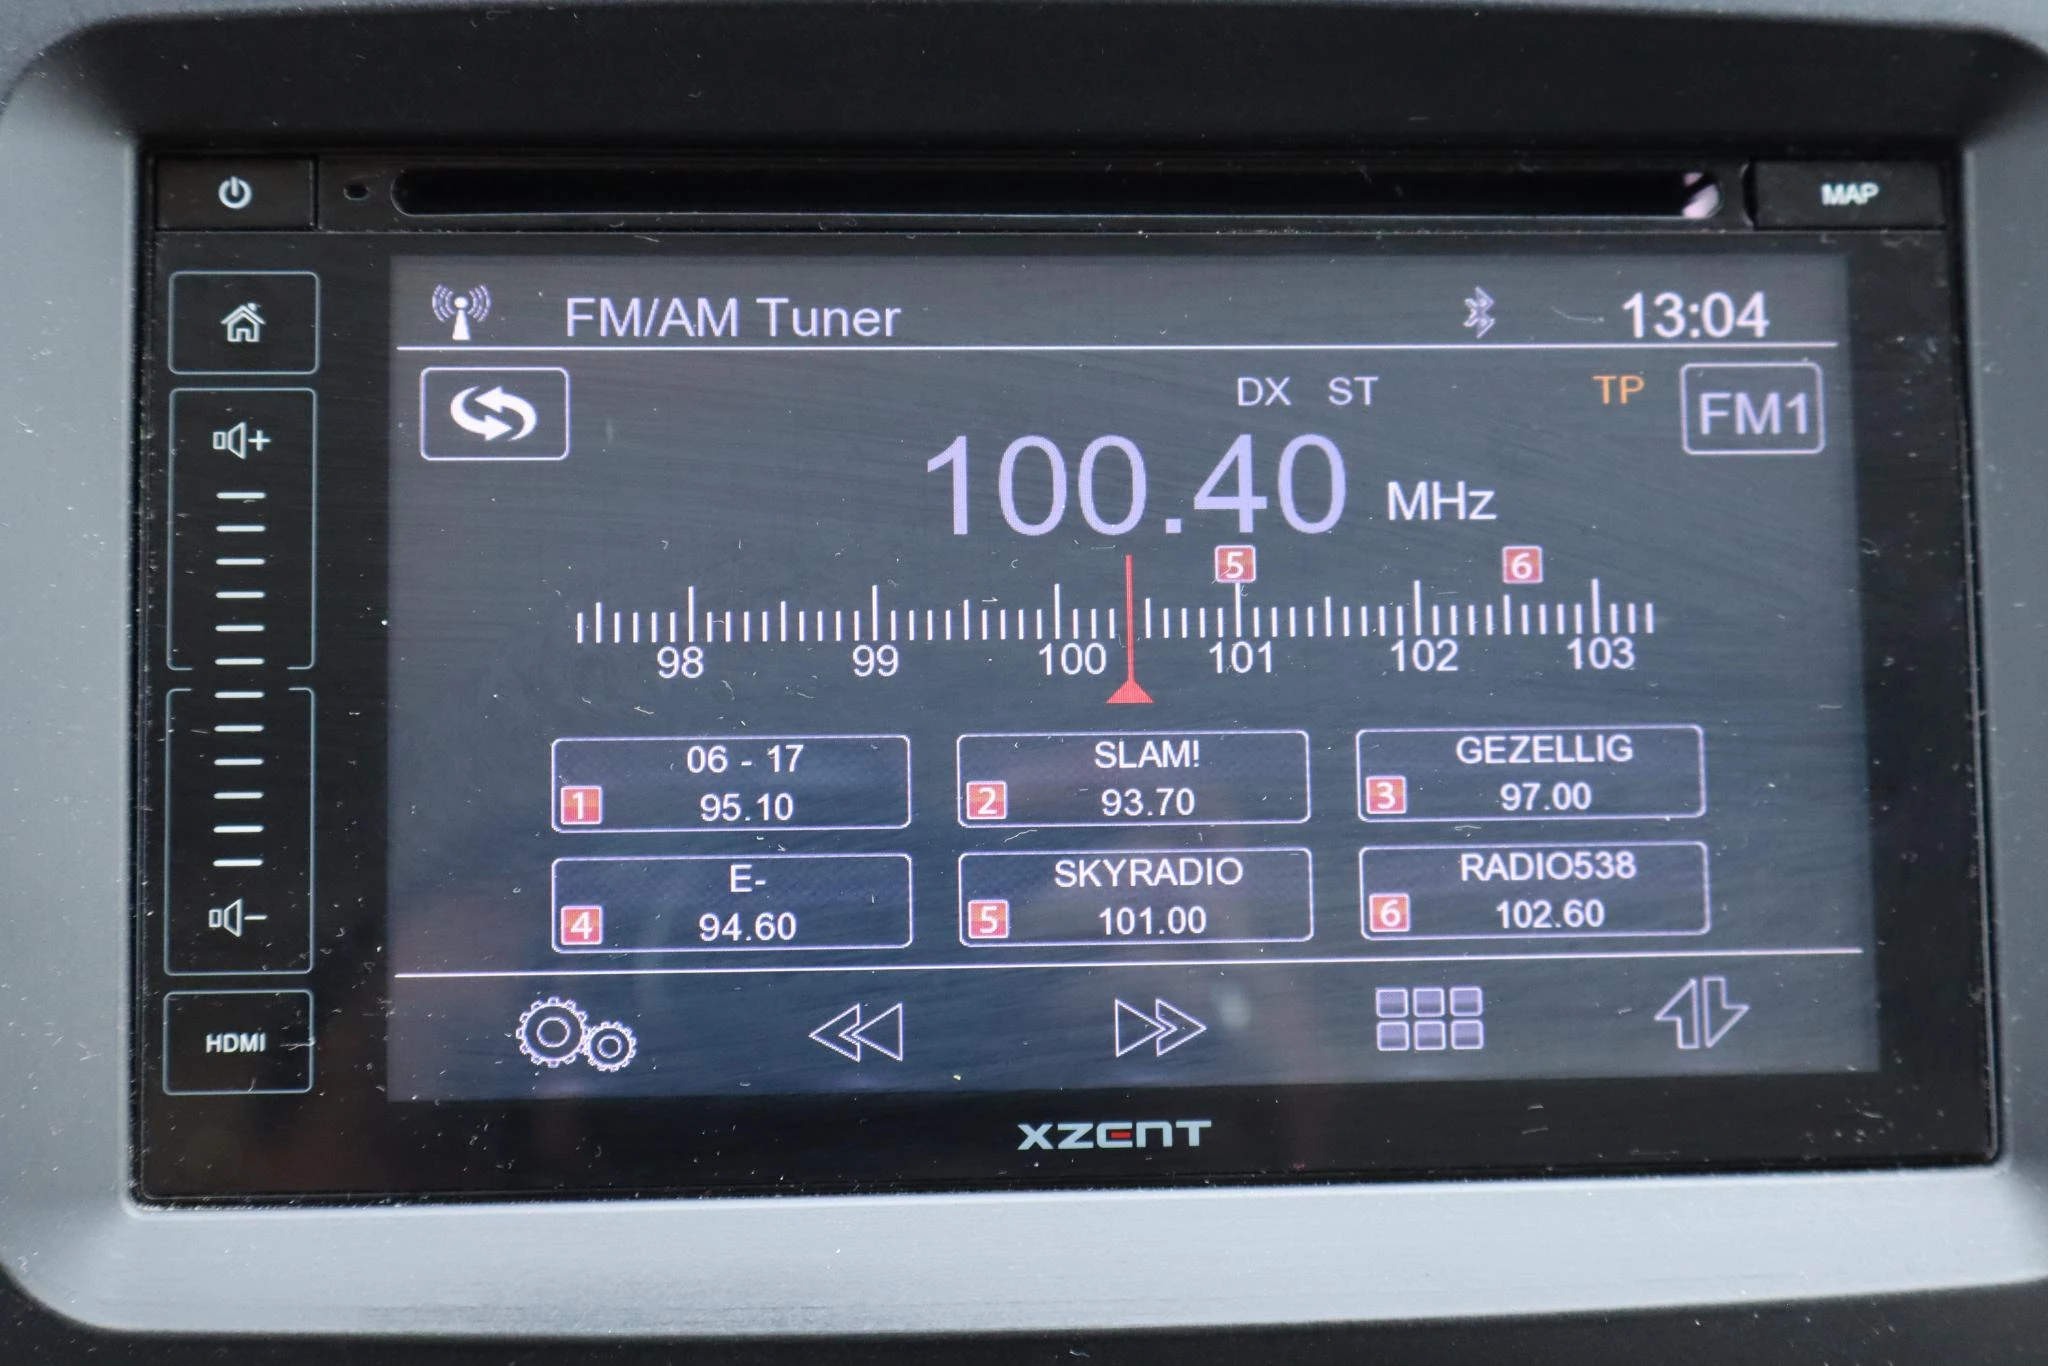 MAP
FM/AM Tuner
13:04
DX ST
TP
FM1
100.40 MHz
5 6
98 99 100 101 102 103
06 - 17
1 95.10
SLAM!
2 93.70
GEZELLIG
3 97.00
E-
4 94.60
SKYRADIO
5 101.00
RADIO538
6 102.60
HDMI
XZENT